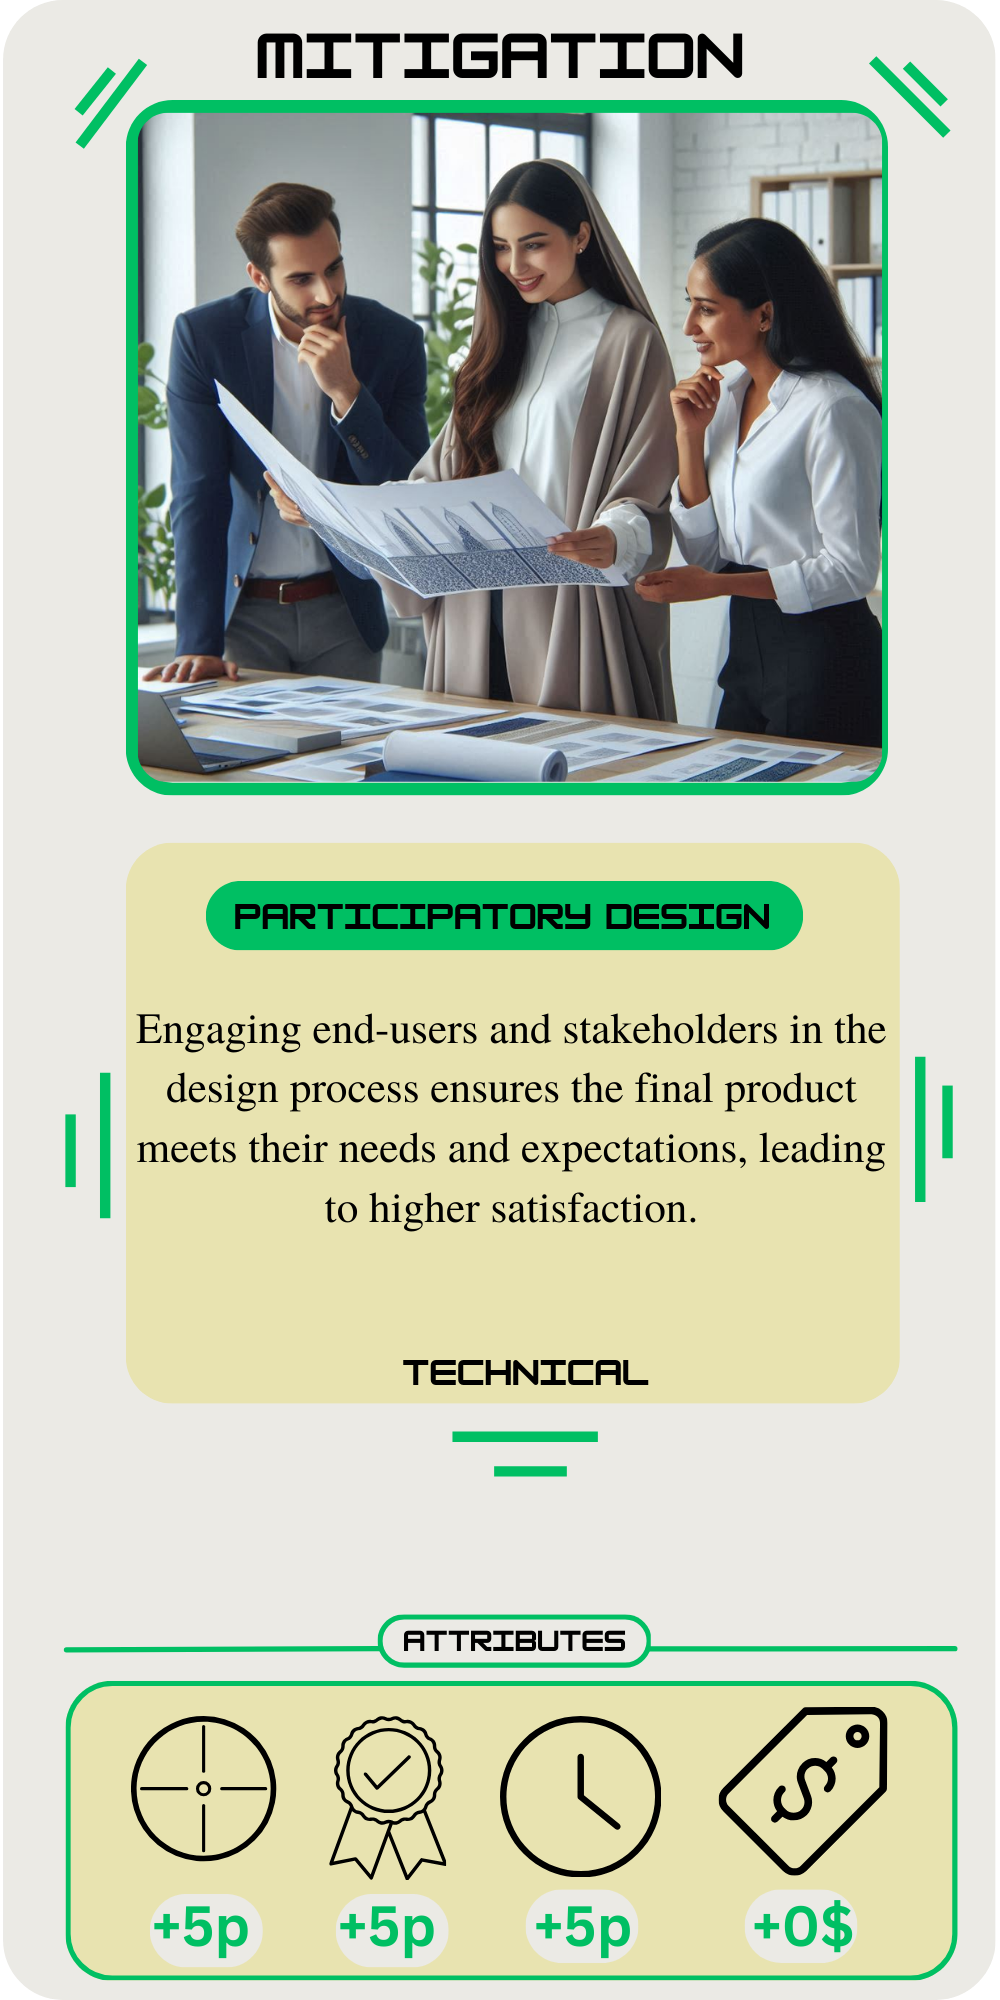 MITIGATION
PARTICIPATORY DESIGN
Engaging end-users and stakeholders in the
design process ensures the final product
meets their needs and expectations, leading
to higher satisfaction.
TECHNICAL
ATTRIBUTES
+5p +5p +5p +0$